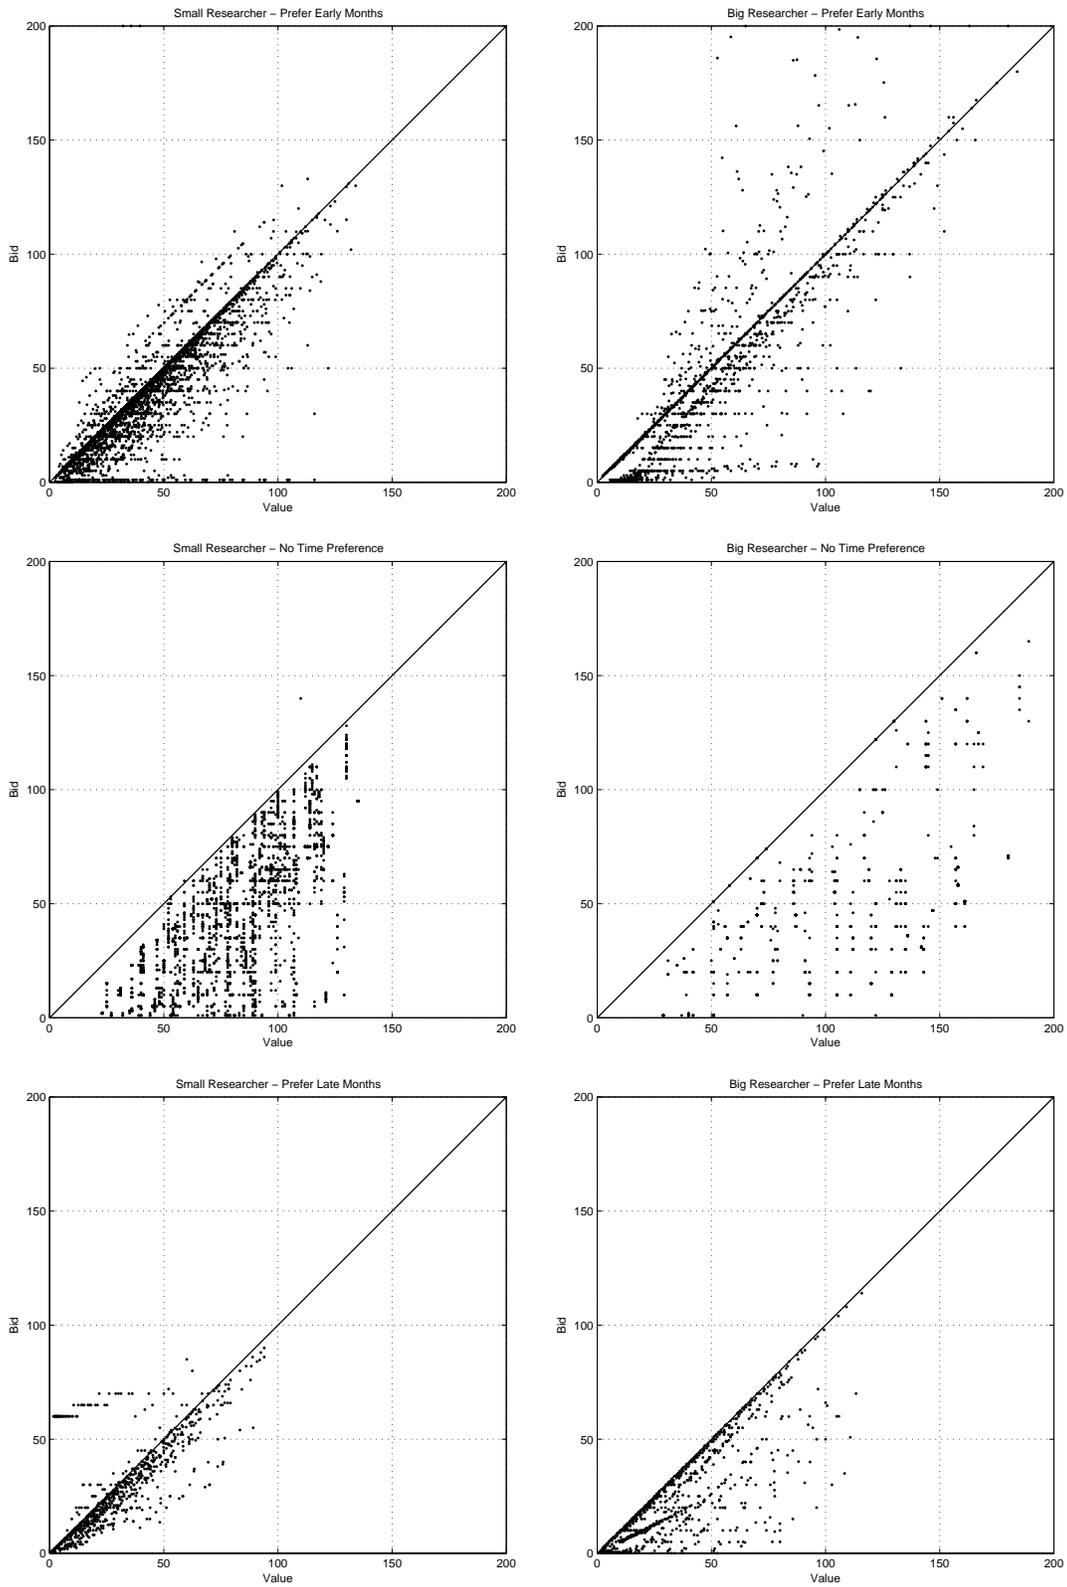 Small Researcher – Prefer Early Months
Big Researcher – Prefer Early Months
200
150
100
50
0
Bid
0 50 100 150 200
Value
200
150
100
50
0
Bid
0 50 100 150 200
Value
Small Researcher – No Time Preference
Big Researcher – No Time Preference
200
150
100
50
0
Bid
0 50 100 150 200
Value
200
150
100
50
0
Bid
0 50 100 150 200
Value
Small Researcher – Prefer Late Months
Big Researcher – Prefer Late Months
200
150
100
50
0
Bid
0 50 100 150 200
Value
200
150
100
50
0
Bid
0 50 100 150 200
Value